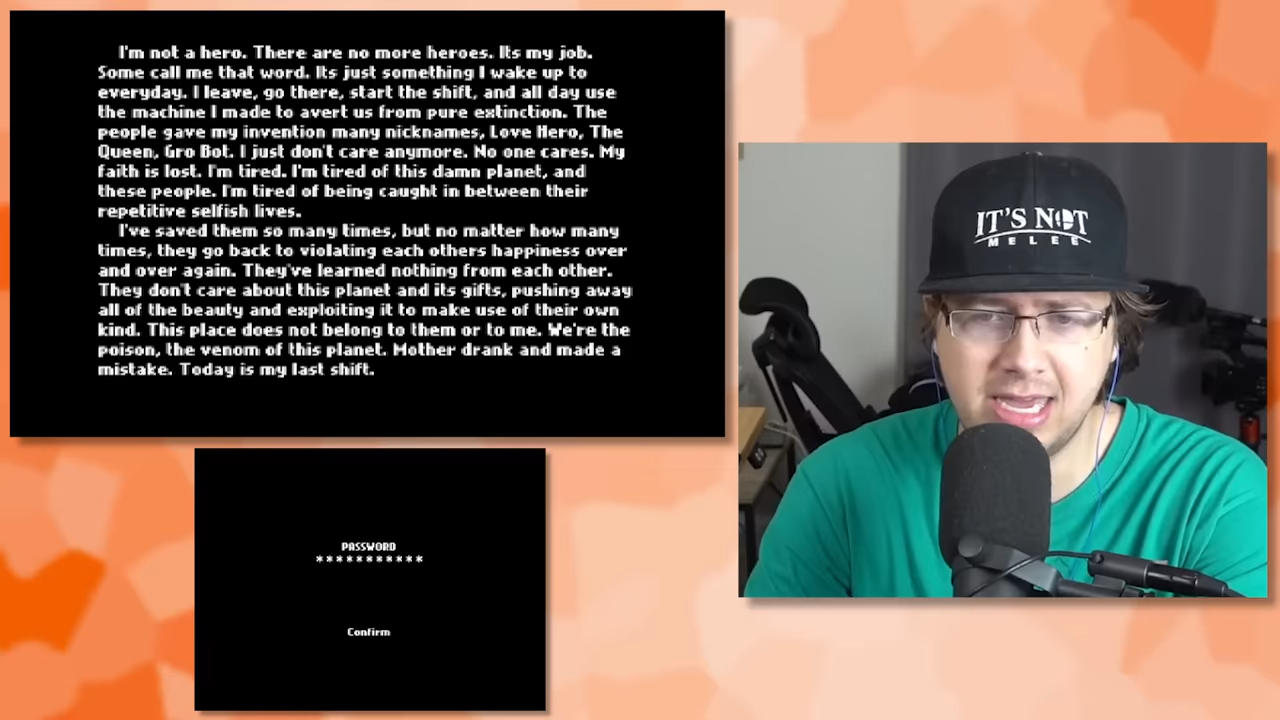 I'm not a hero. There are no more heroes. Its my job.
Some call me that word. Its just something I wake up to
everyday. I leave, go there, start the shift, and all day use
the machine I made to avert us from pure extinction. The
people gave my invention many nicknames, Love Hero, The
Queen, Gro Bot. I just don't care anymore. No one cares. My
faith is lost. I'm tired. I'm tired of this damn planet, and
these people. I'm tired of being caught in between their
repetitive selfish lives.
I've saved them so many times, but no matter how many
times, they go back to violating each others happiness over
and over again. They've learned nothing from each other.
They don't care about this planet and its gifts, pushing away
all of the beauty and exploiting it to make use of their own
kind. This place does not belong to them or to me. We're the
poison, the venom of this planet. Mother drank and made a
mistake. Today is my last shift.
PASSWORD
***********
Confirm
IT'S NOT
MELEE